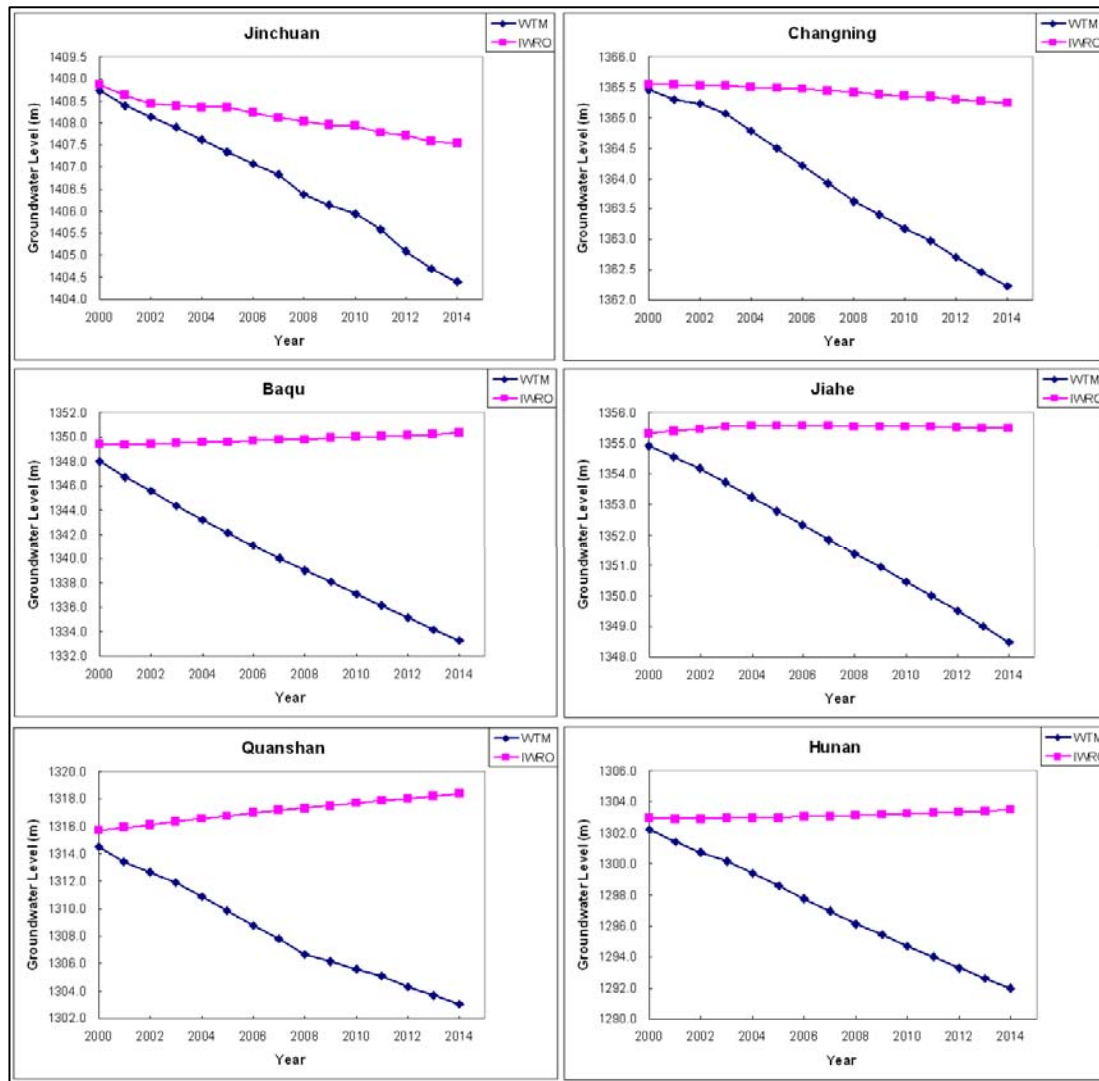 Jinchuan
WTM
IWRO
Groundwater Level (m)
1409.5
1409.0
1408.5
1408.0
1407.5
1407.0
1406.5
1406.0
1405.5
1405.0
1404.5
1404.0
2000 2002 2004 2006 2008 2010 2012 2014
Year
Changning
WTM
IWRO
Groundwater Level (m)
1366.0
1365.5
1365.0
1364.5
1364.0
1363.5
1363.0
1362.5
1362.0
2000 2002 2004 2006 2008 2010 2012 2014
Year
Baqu
WTM
IWRO
Groundwater Level (m)
1352.0
1350.0
1348.0
1346.0
1344.0
1342.0
1340.0
1338.0
1336.0
1334.0
1332.0
2000 2002 2004 2006 2008 2010 2012 2014
Year
Jiahe
WTM
IWRO
Groundwater Level (m)
1356.0
1355.0
1354.0
1353.0
1352.0
1351.0
1350.0
1349.0
1348.0
2000 2002 2004 2006 2008 2010 2012 2014
Year
Quanshan
WTM
IWRO
Groundwater Level (m)
1320.0
1318.0
1316.0
1314.0
1312.0
1310.0
1308.0
1306.0
1304.0
1302.0
2000 2002 2004 2006 2008 2010 2012 2014
Year
Hunan
WTM
IWRO
Groundwater Level (m)
1306.0
1304.0
1302.0
1300.0
1298.0
1296.0
1294.0
1292.0
1290.0
2000 2002 2004 2006 2008 2010 2012 2014
Year